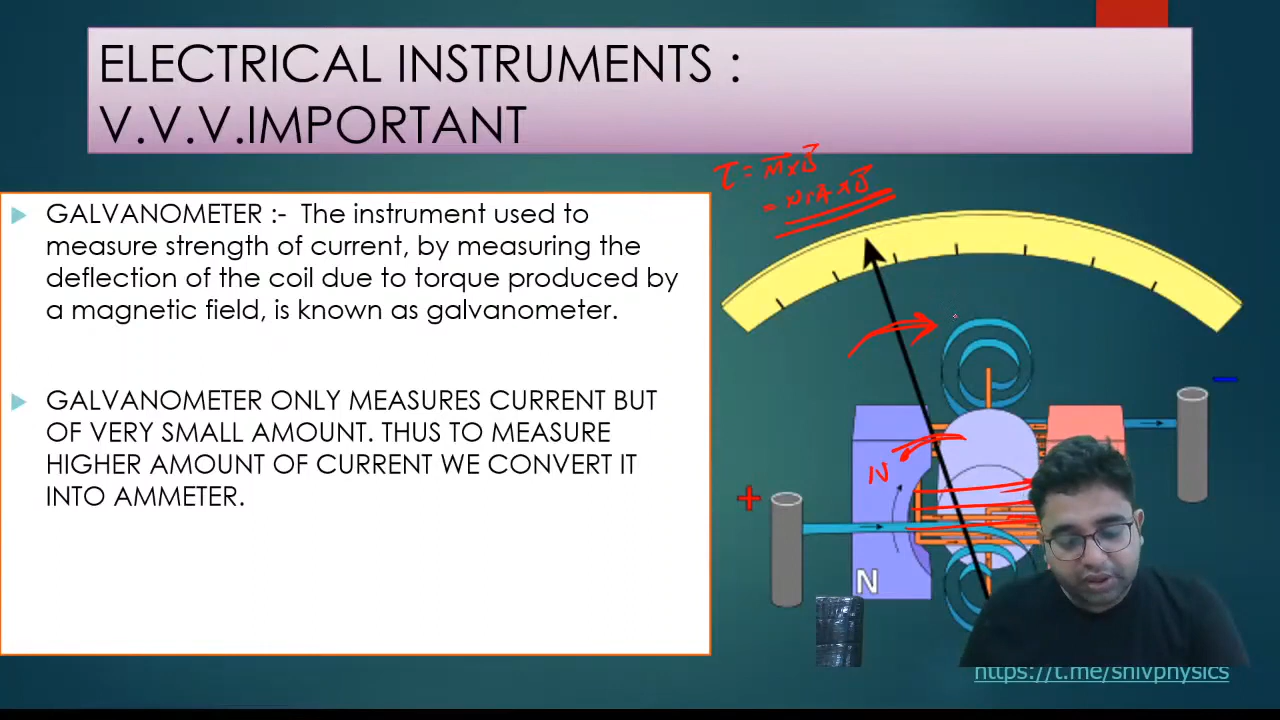 ELECTRICAL INSTRUMENTS :
V.V.V.IMPORTANT
τ = M⃗ x B⃗
= NIA x B⃗
GALVANOMETER :- The instrument used to
measure strength of current, by measuring the
deflection of the coil due to torque produced by
a magnetic field, is known as galvanometer.
GALVANOMETER ONLY MEASURES CURRENT BUT
OF VERY SMALL AMOUNT. THUS TO MEASURE
HIGHER AMOUNT OF CURRENT WE CONVERT IT
INTO AMMETER.
−
N
+
N
https://t.me/shivphysics